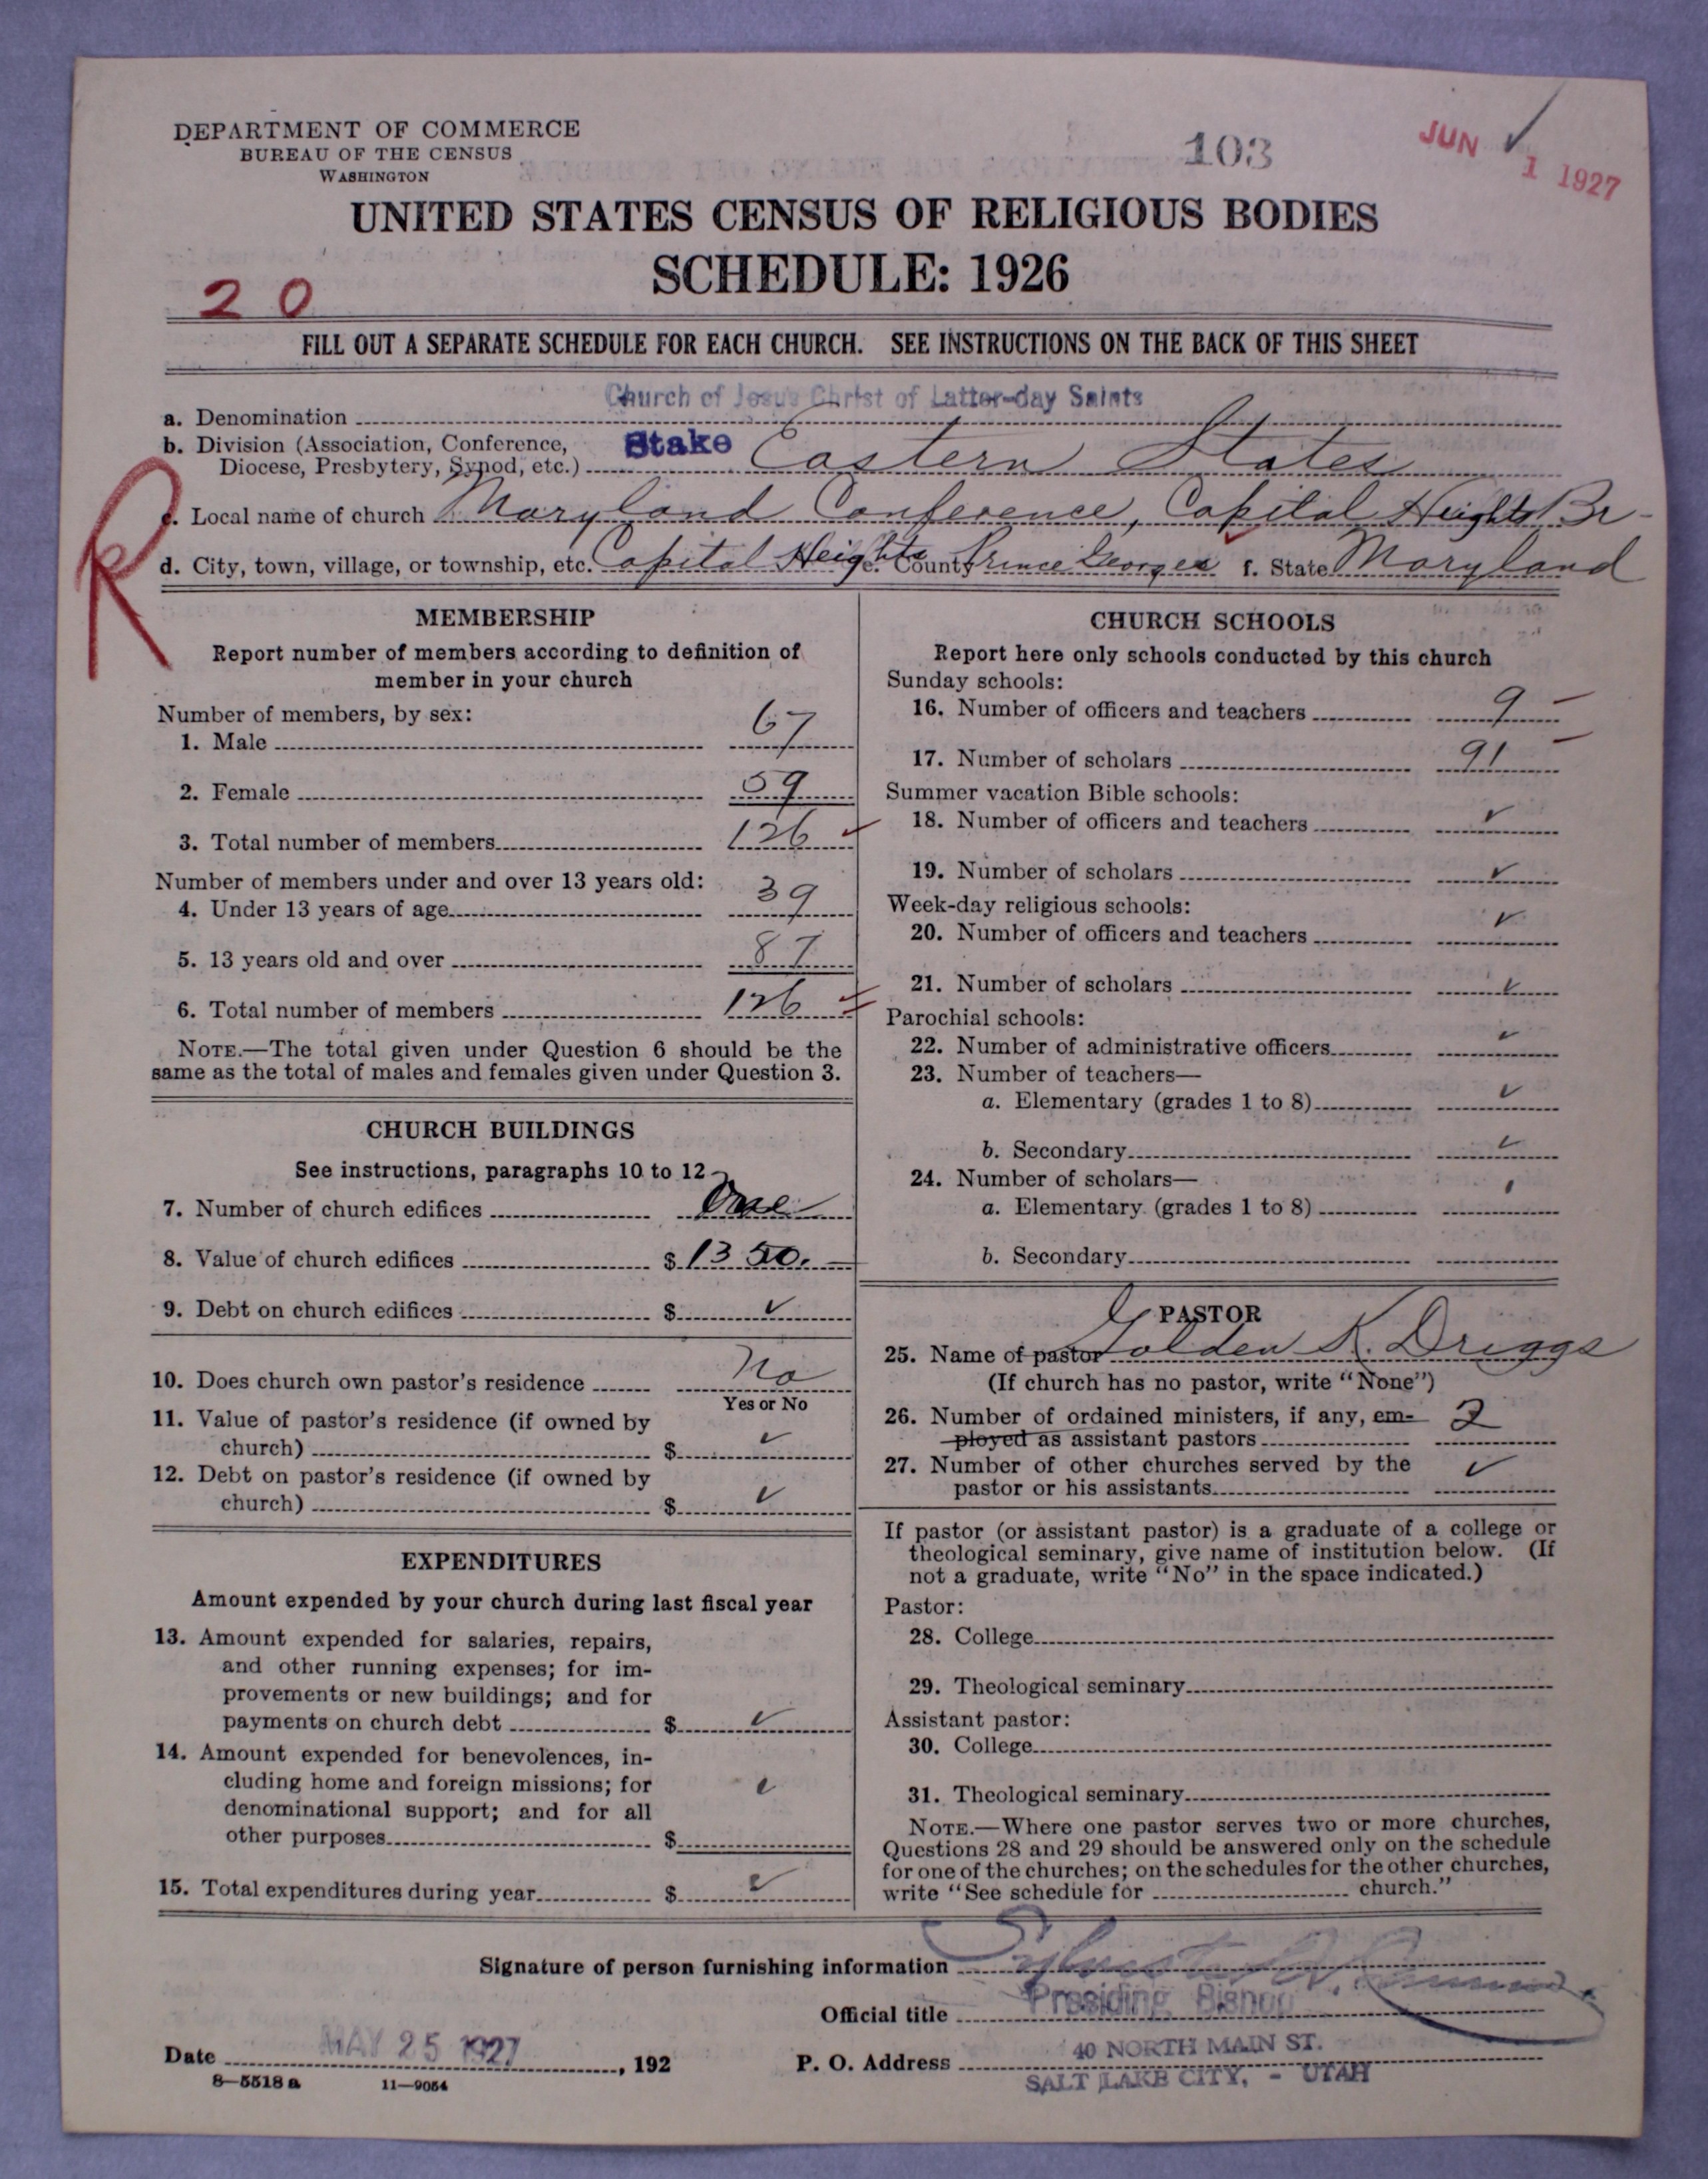 DEPARTMENT OF COMMERCE
BUREAU OF THE CENSUS
WASHINGTON
103
JUN 1 1927
UNITED STATES CENSUS OF RELIGIOUS BODIES
SCHEDULE: 1926
20
FILL OUT A SEPARATE SCHEDULE FOR EACH CHURCH. SEE INSTRUCTIONS ON THE BACK OF THIS SHEET
a. Denomination Church of Jesus Christ of Latter-day Saints
b. Division (Association, Conference,
Diocese, Presbytery, Synod, etc.) Stake Eastern States
R
c. Local name of church Maryland Conference, Capital Heights Br
d. City, town, village, or township, etc. Capital Heights e. County Prince Georges f. State Maryland
MEMBERSHIP
Report number of members according to definition of
member in your church
Number of members, by sex:
1. Male 67
2. Female 59
3. Total number of members 126
Number of members under and over 13 years old:
4. Under 13 years of age 39
5. 13 years old and over 87
6. Total number of members 126
NOTE.—The total given under Question 6 should be the
same as the total of males and females given under Question 3.
CHURCH BUILDINGS
See instructions, paragraphs 10 to 12
7. Number of church edifices One
8. Value of church edifices $ 1350.
9. Debt on church edifices $ ✓
10. Does church own pastor's residence No
Yes or No
11. Value of pastor's residence (if owned by
church) $ ✓
12. Debt on pastor's residence (if owned by
church) $ ✓
EXPENDITURES
Amount expended by your church during last fiscal year
13. Amount expended for salaries, repairs,
and other running expenses; for im-
provements or new buildings; and for
payments on church debt $ ✓
14. Amount expended for benevolences, in-
cluding home and foreign missions; for
denominational support; and for all
other purposes $ ✓
15. Total expenditures during year $ ✓
CHURCH SCHOOLS
Report here only schools conducted by this church
Sunday schools:
16. Number of officers and teachers 9
17. Number of scholars 91
Summer vacation Bible schools:
18. Number of officers and teachers ✓
19. Number of scholars ✓
Week-day religious schools:
20. Number of officers and teachers ✓
21. Number of scholars ✓
Parochial schools:
22. Number of administrative officers ✓
23. Number of teachers—
a. Elementary (grades 1 to 8) ✓
b. Secondary ✓
24. Number of scholars—
a. Elementary (grades 1 to 8)
b. Secondary
PASTOR
25. Name of pastor Golden K. Driggs
(If church has no pastor, write "None")
26. Number of ordained ministers, if any, em-
ployed as assistant pastors 2
27. Number of other churches served by the
pastor or his assistants ✓
If pastor (or assistant pastor) is a graduate of a college or
theological seminary, give name of institution below. (If
not a graduate, write "No" in the space indicated.)
Pastor:
28. College
29. Theological seminary
Assistant pastor:
30. College
31. Theological seminary
NOTE.—Where one pastor serves two or more churches,
Questions 28 and 29 should be answered only on the schedule
for one of the churches; on the schedules for the other churches,
write "See schedule for church."
Signature of person furnishing information Sylvester Q. Cannon
Official title Presiding Bishop
Date MAY 25 1927, 192
P. O. Address 40 NORTH MAIN ST.
SALT LAKE CITY, - UTAH
8—5518 a 11—9054